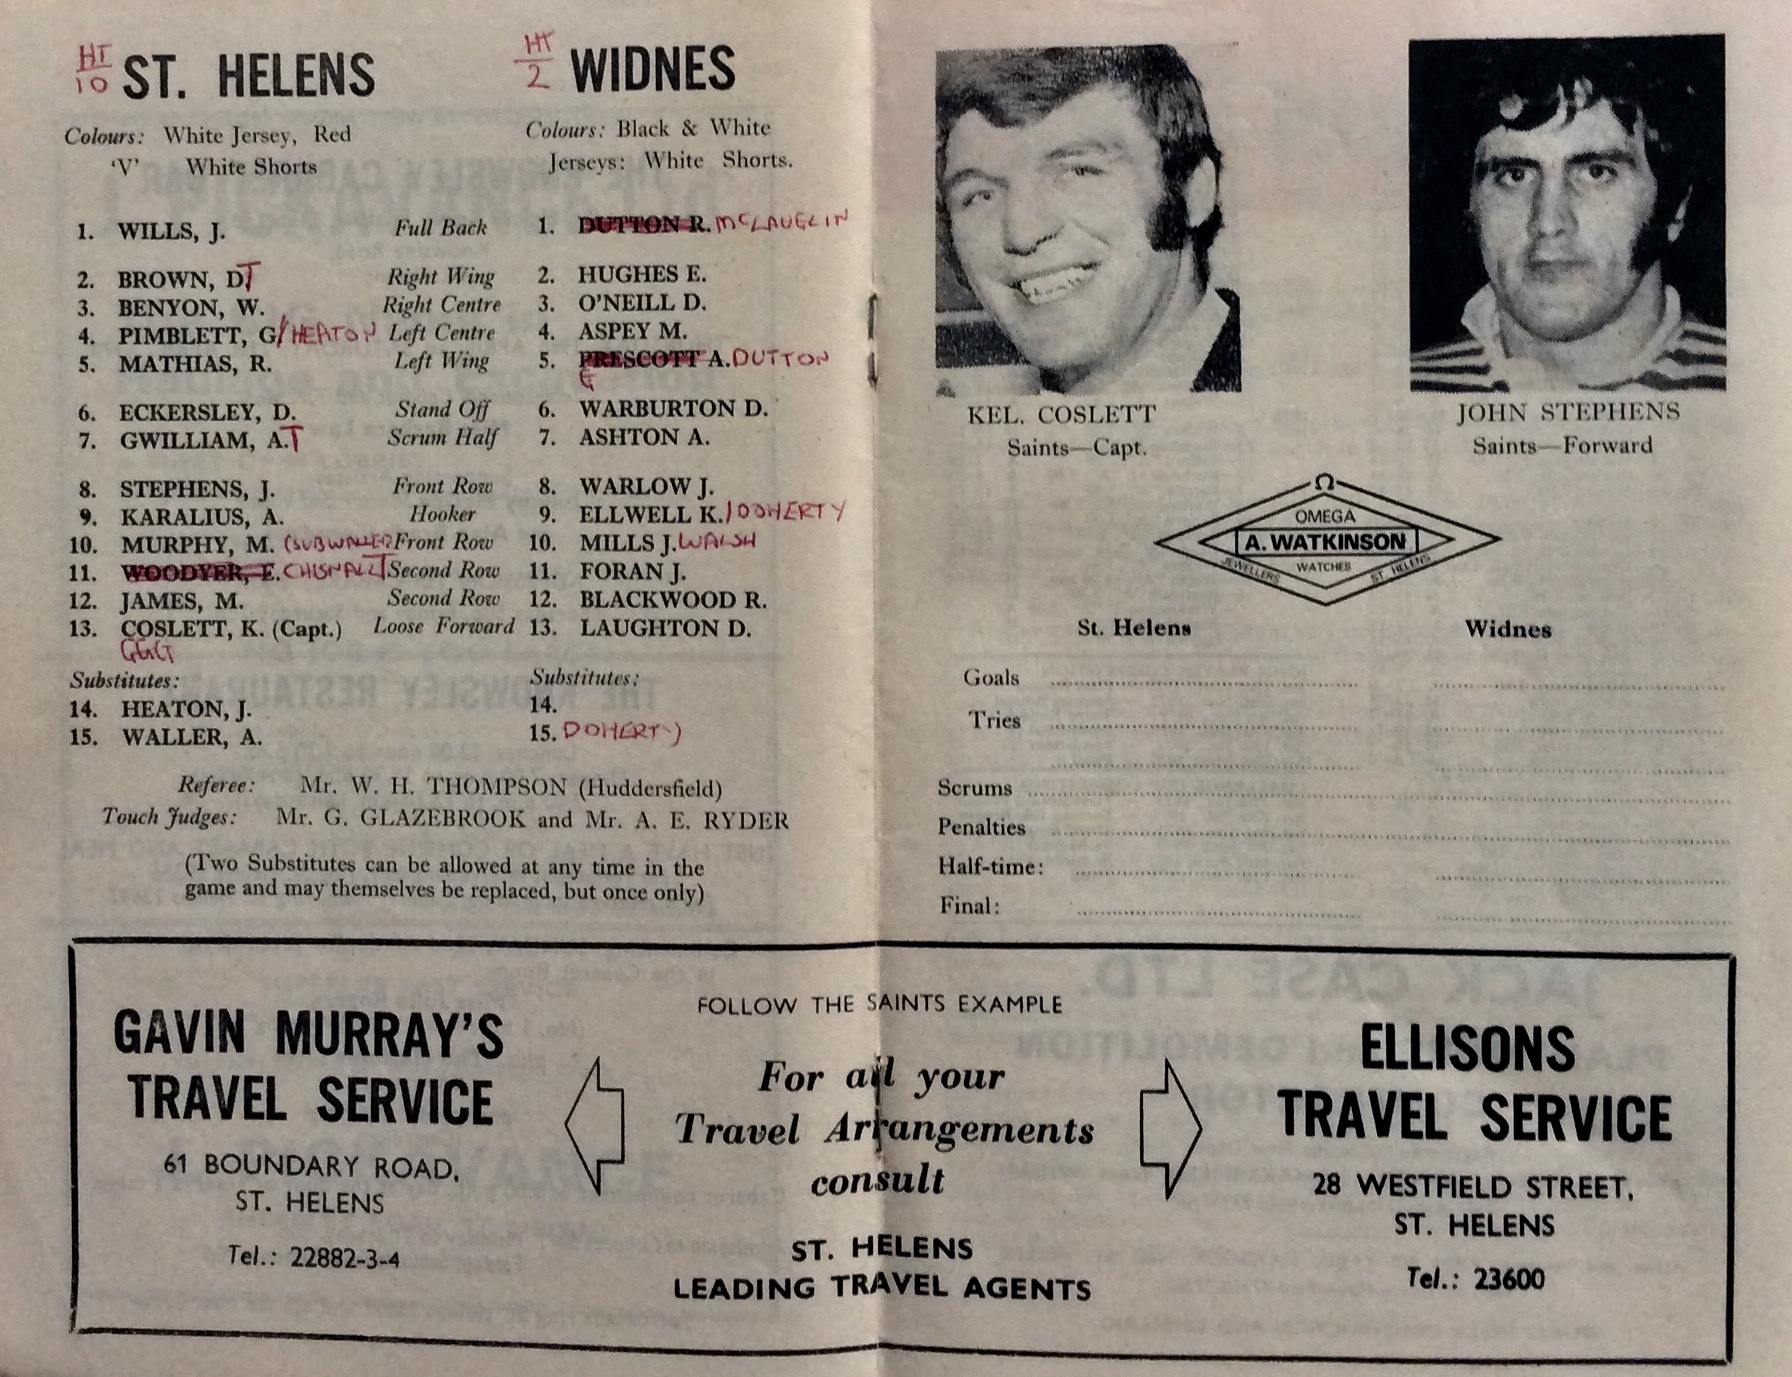 HT
10
ST. HELENS
Colours: White Jersey, Red
'V' White Shorts
HT
2
WIDNES
Colours: Black & White
Jerseys: White Shorts.
1. WILLS, J. Full Back 1. DUTTON R. MCLAUGLIN
2. BROWN, D. T Right Wing 2. HUGHES E.
3. BENYON, W. Right Centre 3. O'NEILL D.
4. PIMBLETT, G/HEATON Left Centre 4. ASPEY M.
5. MATHIAS, R. Left Wing 5. PRESCOTT A. DUTTON
G
6. ECKERSLEY, D. Stand Off 6. WARBURTON D.
7. GWILLIAM, A. T Scrum Half 7. ASHTON A.
8. STEPHENS, J. Front Row 8. WARLOW J.
9. KARALIUS, A. Hooker 9. ELLWELL K./DOHERTY
10. MURPHY, M. (SUBWALLER) Front Row 10. MILLS J. WALSH
11. WOODYER, E. CHISNALL T Second Row 11. FORAN J.
12. JAMES, M. Second Row 12. BLACKWOOD R.
13. COSLETT, K. (Capt.) Loose Forward 13. LAUGHTON D.
GGG
Substitutes: Substitutes:
14. HEATON, J. 14.
15. WALLER, A. 15. DOHERTY
Referee: Mr. W. H. THOMPSON (Huddersfield)
Touch Judges: Mr. G. GLAZEBROOK and Mr. A. E. RYDER
(Two Substitutes can be allowed at any time in the
game and may themselves be replaced, but once only)
KEL. COSLETT
Saints—Capt.
JOHN STEPHENS
Saints—Forward
Ω
OMEGA
A. WATKINSON
JEWELLERS WATCHES ST. HELENS
St. Helens Widnes
Goals
Tries
Scrums
Penalties
Half-time:
Final:
GAVIN MURRAY'S
TRAVEL SERVICE
61 BOUNDARY ROAD,
ST. HELENS
Tel.: 22882-3-4
FOLLOW THE SAINTS EXAMPLE
For all your
Travel Arrangements
consult
ST. HELENS
LEADING TRAVEL AGENTS
ELLISONS
TRAVEL SERVICE
28 WESTFIELD STREET,
ST. HELENS
Tel.: 23600